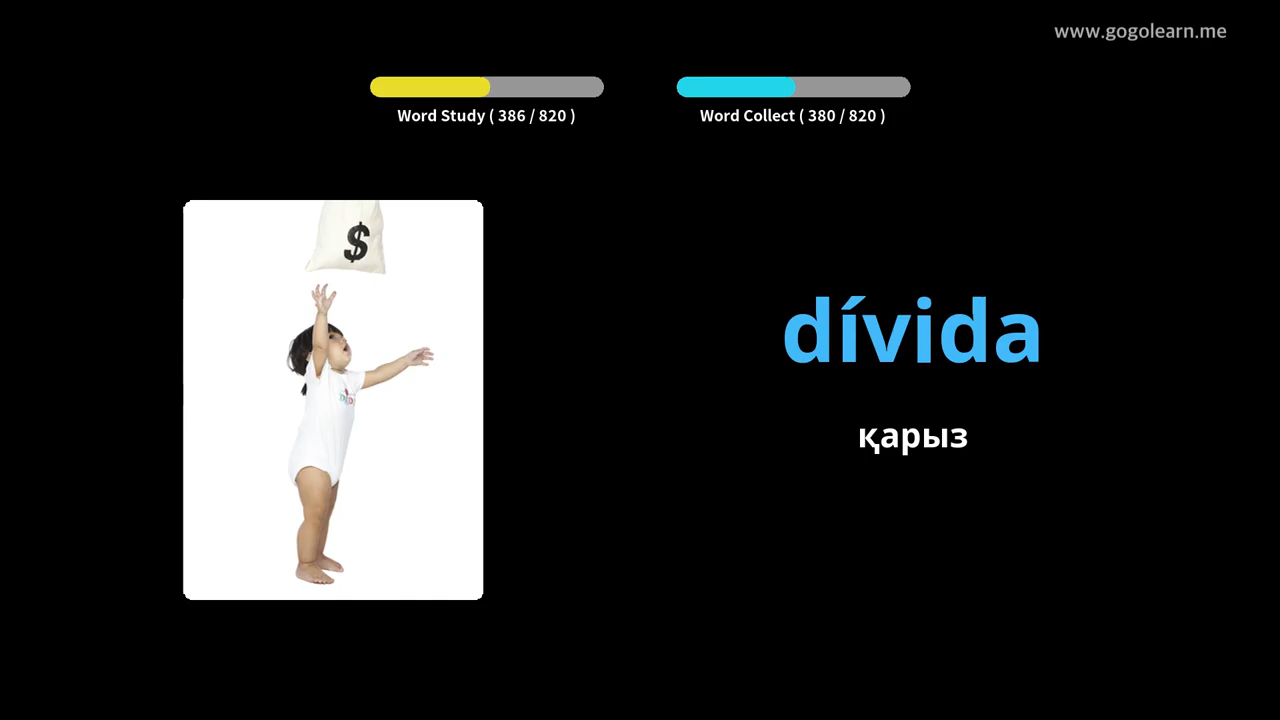 www.gogolearn.me
Word Study ( 386 / 820 )
Word Collect ( 380 / 820 )
$
dívida
қарыз